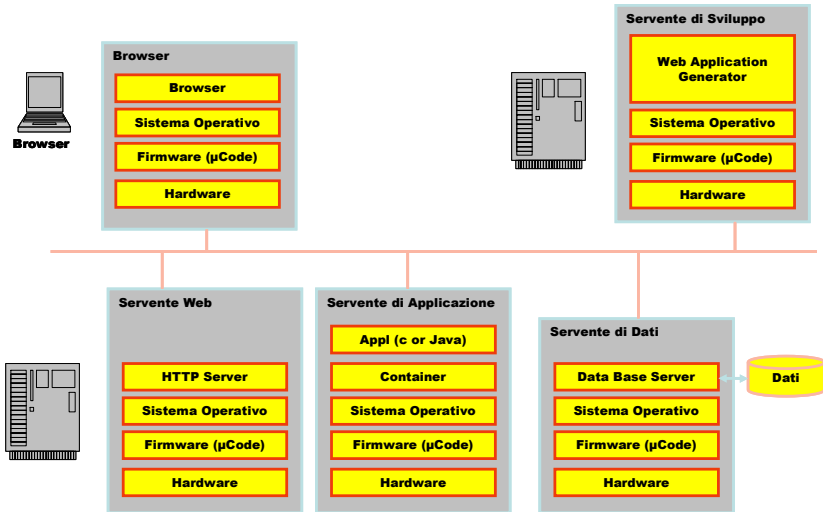 Servente di Sviluppo
Browser
Web Application
Generator
Browser
Sistema Operativo
Sistema Operativo
Browser
Firmware (µCode)
Firmware (µCode)
Hardware
Hardware
Servente Web
Servente di Applicazione
Servente di Dati
Appl (c or Java)
HTTP Server
Container
Data Base Server
Dati
Sistema Operativo
Sistema Operativo
Sistema Operativo
Firmware (µCode)
Firmware (µCode)
Firmware (µCode)
Hardware
Hardware
Hardware